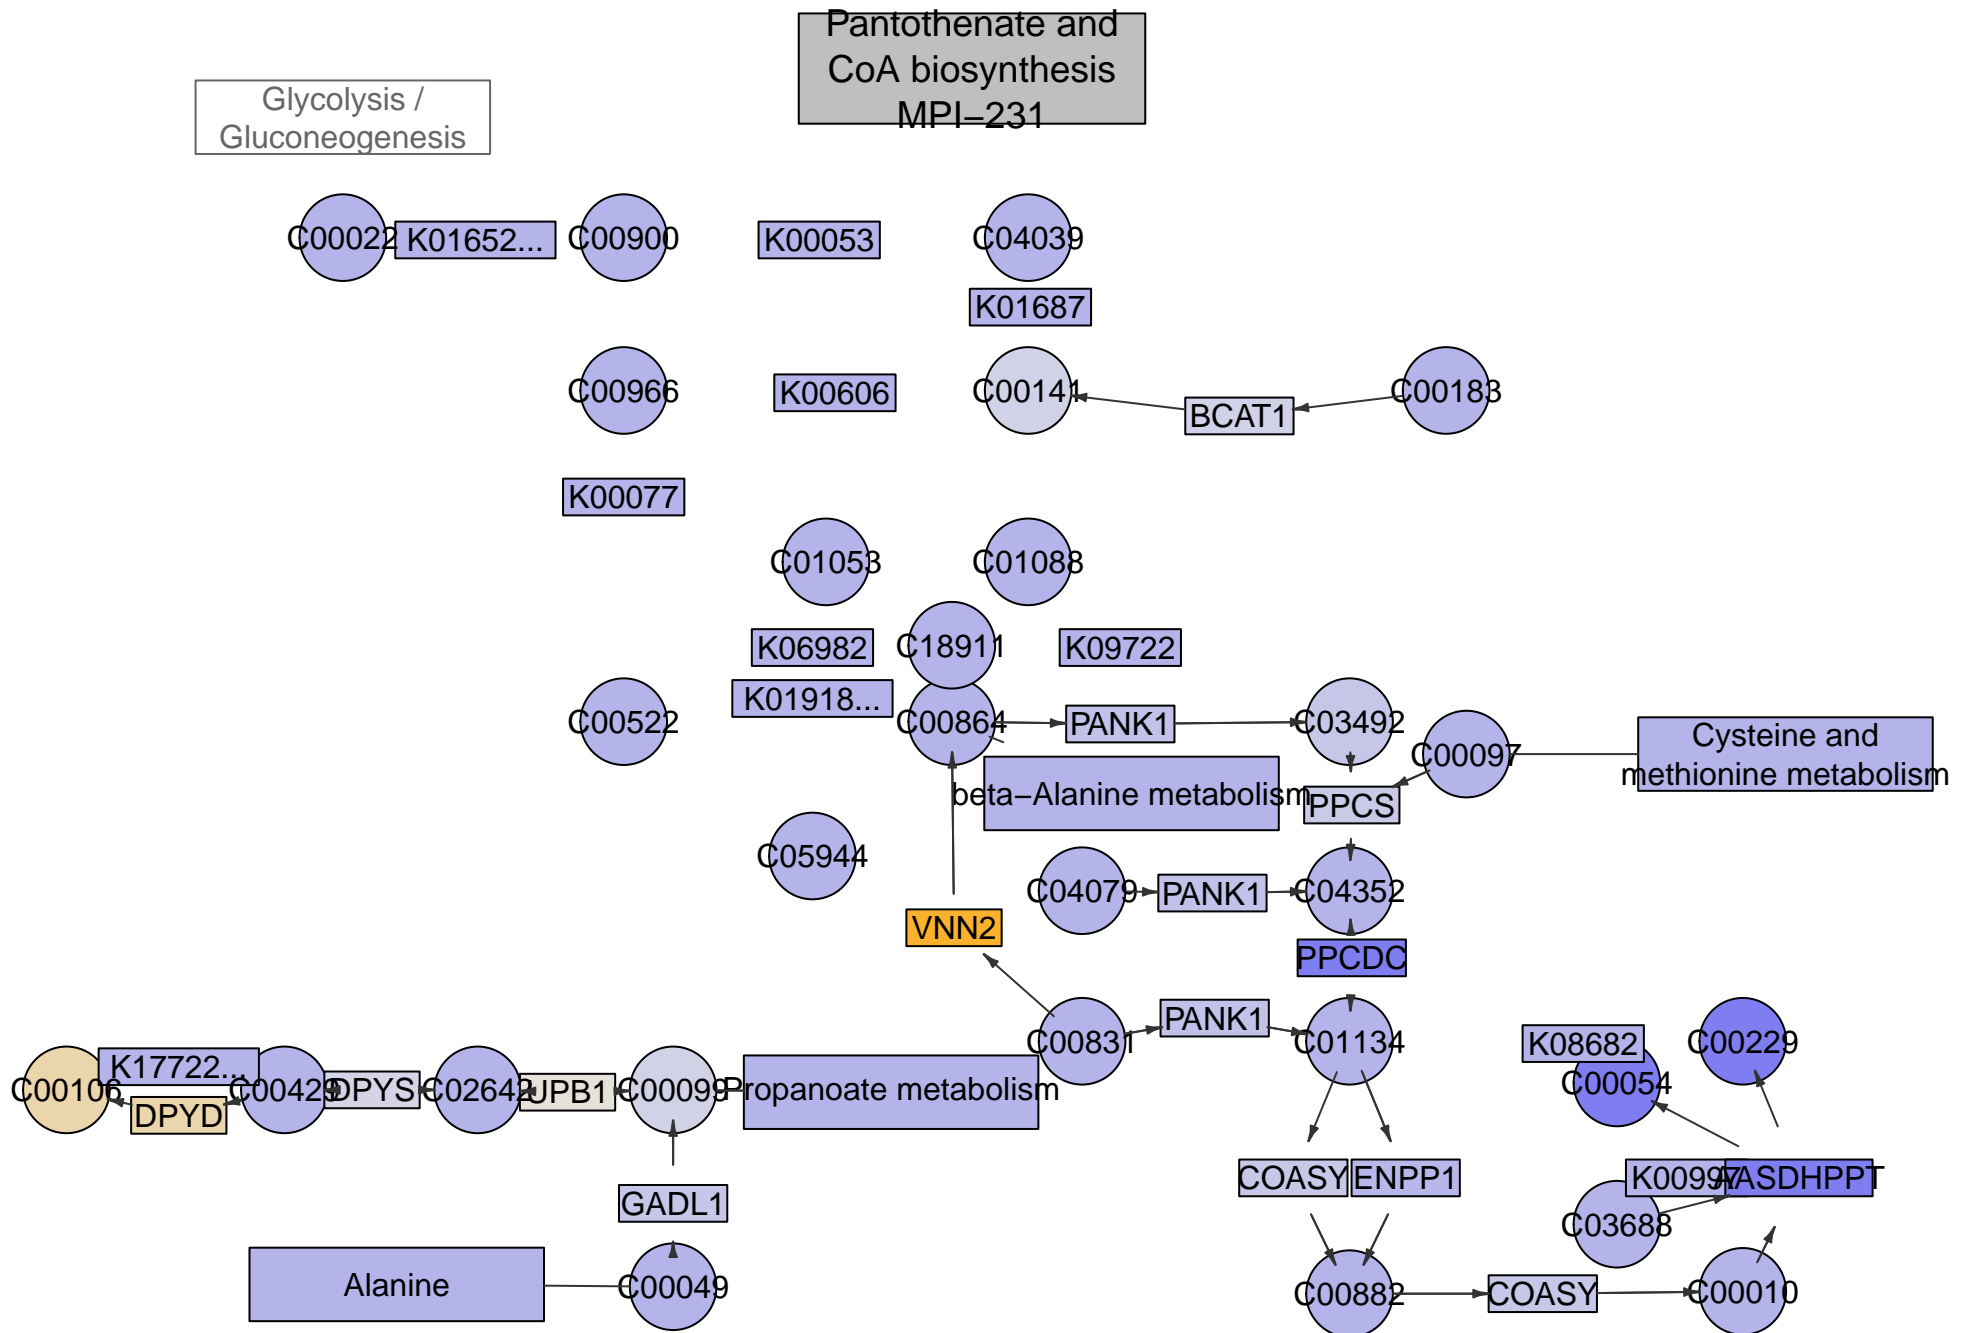 Pantothenate and
CoA biosynthesis
MPI–231
Glycolysis /
Gluconeogenesis
C00022
K01652...
C00900
K00053
C04039
K01687
C00966
K00606
C00141
BCAT1
C00183
K00077
C01053
C01088
K06982
C18911
K09722
K01918...
C00522
C00864
PANK1
C03492
C00097
Cysteine and
methionine metabolism
beta–Alanine metabolism
PPCS
C05944
C04079
PANK1
C04352
VNN2
PPCDC
C00831
PANK1
C01134
K08682
C00229
C00054
C00106
K17722...
C00429
DPYS
C02642
UPB1
C00099
Propanoate metabolism
DPYD
COASY
ENPP1
K00997
AASDHPPT
GADL1
C03688
Alanine
C00049
C00882
COASY
C00010